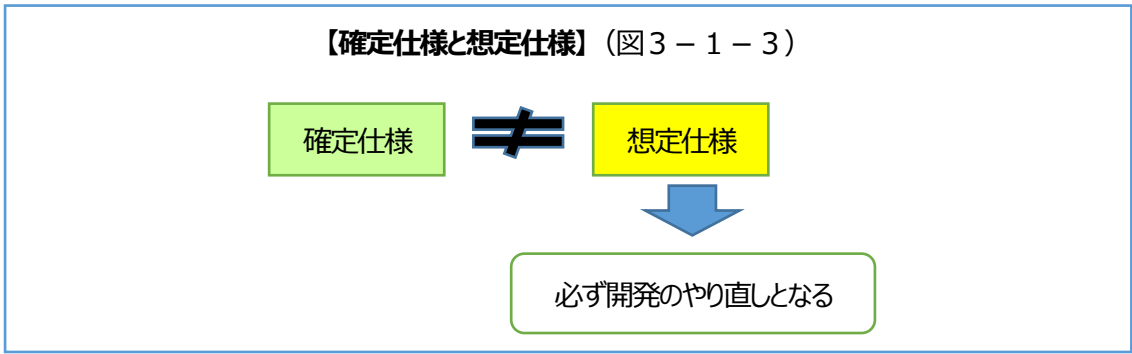 【確定仕様と想定仕様】（図３－１－３）
確定仕様 ≠ 想定仕様
必ず開発のやり直しとなる